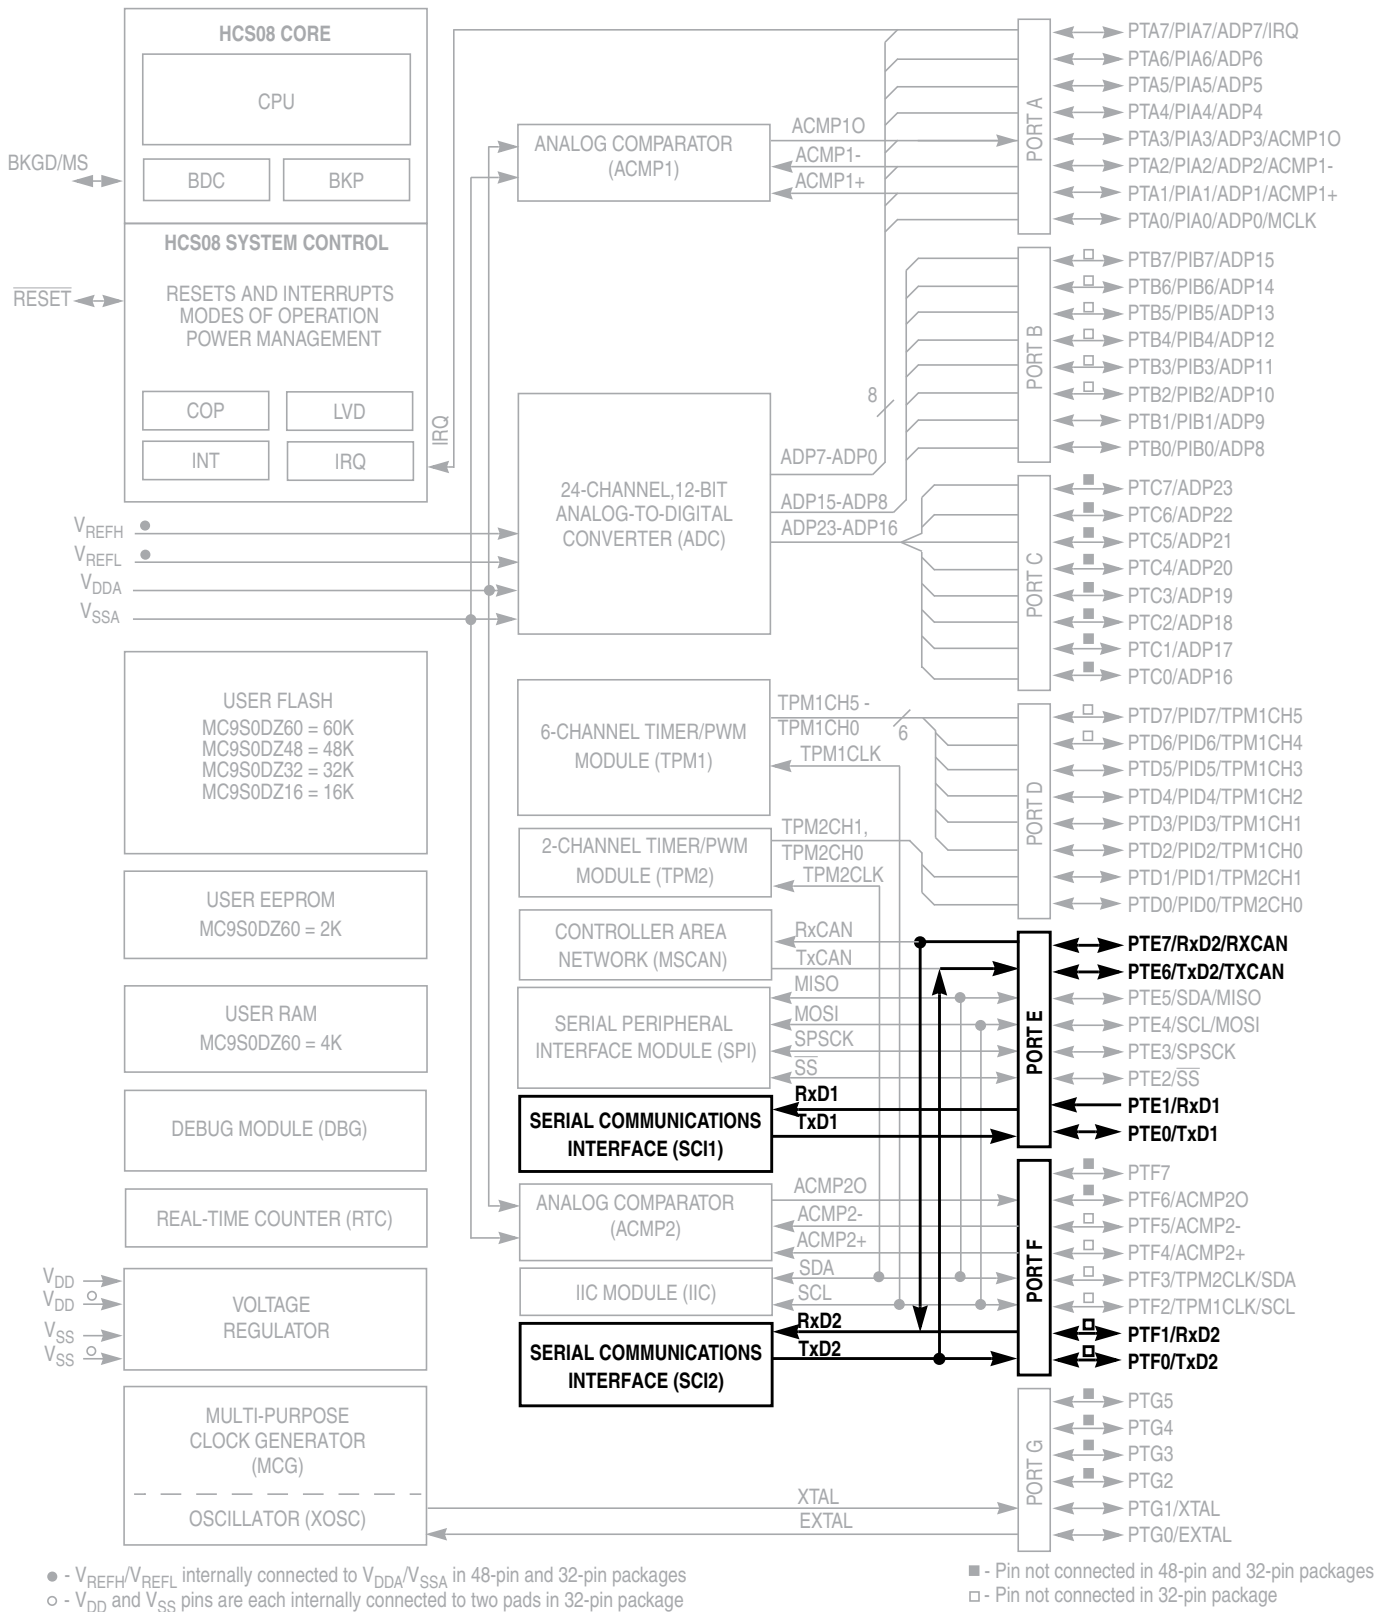 HCS08 CORE
CPU
BDC
BKP
BKGD/MS
HCS08 SYSTEM CONTROL
RESETS AND INTERRUPTS
MODES OF OPERATION
POWER MANAGEMENT
RESET
COP
LVD
INT
IRQ
IRQ
VREFH
VREFL
VDDA
VSSA
USER FLASH
MC9S0DZ60 = 60K
MC9S0DZ48 = 48K
MC9S0DZ32 = 32K
MC9S0DZ16 = 16K
USER EEPROM
MC9S0DZ60 = 2K
USER RAM
MC9S0DZ60 = 4K
DEBUG MODULE (DBG)
REAL-TIME COUNTER (RTC)
VDD
VDD
VSS
VSS
VOLTAGE
REGULATOR
MULTI-PURPOSE
CLOCK GENERATOR
(MCG)
OSCILLATOR (XOSC)
ANALOG COMPARATOR
(ACMP1)
ACMP1O
ACMP1-
ACMP1+
24-CHANNEL,12-BIT
ANALOG-TO-DIGITAL
CONVERTER (ADC)
8
ADP7-ADP0
ADP15-ADP8
ADP23-ADP16
6-CHANNEL TIMER/PWM
MODULE (TPM1)
TPM1CH5 -
TPM1CH0
6
TPM1CLK
2-CHANNEL TIMER/PWM
MODULE (TPM2)
TPM2CH1,
TPM2CH0
TPM2CLK
CONTROLLER AREA
NETWORK (MSCAN)
RxCAN
TxCAN
SERIAL PERIPHERAL
INTERFACE MODULE (SPI)
MISO
MOSI
SPSCK
SS
SERIAL COMMUNICATIONS
INTERFACE (SCI1)
RxD1
TxD1
ANALOG COMPARATOR
(ACMP2)
ACMP2O
ACMP2-
ACMP2+
IIC MODULE (IIC)
SDA
SCL
SERIAL COMMUNICATIONS
INTERFACE (SCI2)
RxD2
TxD2
XTAL
EXTAL
PORT A
PTA7/PIA7/ADP7/IRQ
PTA6/PIA6/ADP6
PTA5/PIA5/ADP5
PTA4/PIA4/ADP4
PTA3/PIA3/ADP3/ACMP1O
PTA2/PIA2/ADP2/ACMP1-
PTA1/PIA1/ADP1/ACMP1+
PTA0/PIA0/ADP0/MCLK
PORT B
PTB7/PIB7/ADP15
PTB6/PIB6/ADP14
PTB5/PIB5/ADP13
PTB4/PIB4/ADP12
PTB3/PIB3/ADP11
PTB2/PIB2/ADP10
PTB1/PIB1/ADP9
PTB0/PIB0/ADP8
PORT C
PTC7/ADP23
PTC6/ADP22
PTC5/ADP21
PTC4/ADP20
PTC3/ADP19
PTC2/ADP18
PTC1/ADP17
PTC0/ADP16
PORT D
PTD7/PID7/TPM1CH5
PTD6/PID6/TPM1CH4
PTD5/PID5/TPM1CH3
PTD4/PID4/TPM1CH2
PTD3/PID3/TPM1CH1
PTD2/PID2/TPM1CH0
PTD1/PID1/TPM2CH1
PTD0/PID0/TPM2CH0
PORT E
PTE7/RxD2/RXCAN
PTE6/TxD2/TXCAN
PTE5/SDA/MISO
PTE4/SCL/MOSI
PTE3/SPSCK
PTE2/SS
PTE1/RxD1
PTE0/TxD1
PORT F
PTF7
PTF6/ACMP2O
PTF5/ACMP2-
PTF4/ACMP2+
PTF3/TPM2CLK/SDA
PTF2/TPM1CLK/SCL
PTF1/RxD2
PTF0/TxD2
PORT G
PTG5
PTG4
PTG3
PTG2
PTG1/XTAL
PTG0/EXTAL
● - VREFH/VREFL internally connected to VDDA/VSSA in 48-pin and 32-pin packages
○ - VDD and VSS pins are each internally connected to two pads in 32-pin package
■ - Pin not connected in 48-pin and 32-pin packages
□ - Pin not connected in 32-pin package